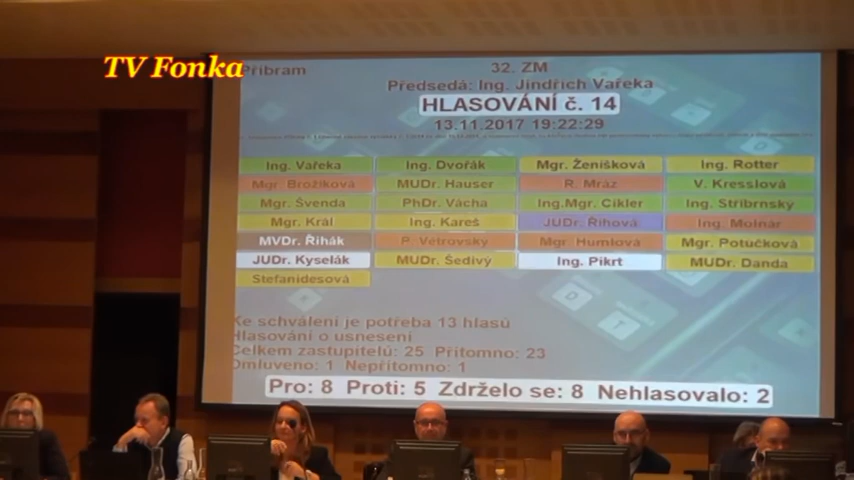 TV Fonka
Příbram
32. ZM
Předsedá: Ing. Jindřich Vařeka
HLASOVÁNÍ č. 14
13.11.2017 19:22:29
Ing. Vařeka Ing. Dvořák Mgr. Ženíšková Ing. Rotter
Mgr. Brožíková MUDr. Hauser R. Mráz V. Kresslová
Mgr. Švenda PhDr. Vácha Ing.Mgr. Cikler Ing. Stříbrnský
Mgr. Král Ing. Kareš JUDr. Říhová Ing. Molnár
MVDr. Řihák P. Větrovský Mgr. Humlová Mgr. Potůčková
JUDr. Kyselák MUDr. Šedivý Ing. Pikrt MUDr. Danda
Stefanidesová
Ke schválení je potřeba 13 hlasů
Hlasování o usnesení
Celkem zastupitelů: 25 Přítomno: 23
Omluveno: 1 Nepřítomno: 1
Pro: 8 Proti: 5 Zdrželo se: 8 Nehlasovalo: 2